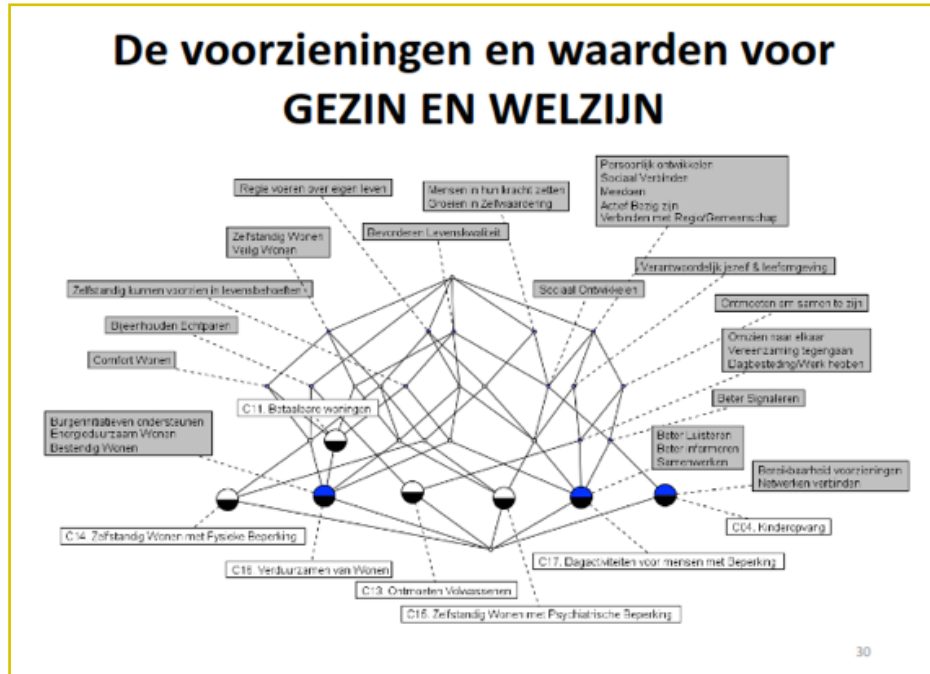 De voorzieningen en waarden voor
GEZIN EN WELZIJN
Persoonlijk ontwikkelen
Sociaal Verbinden
Meedoen
Actief Bezig zijn
Verbinden met Regio/Gemeenschap
Regie voeren over eigen leven
Mensen in hun kracht zetten
Groeien in Zelfwaardering
Zelfstandig Wonen
Veilig Wonen
Bevorderen Levenskwaliteit
Verantwoordelijk jezelf & leefomgeving
Zelfstandig kunnen voorzien in levensbehoeften
Sociaal Ontwikkelen
Ontmoeten om samen te zijn
Bijeenhouden Echtparen
Omzien naar elkaar
Vereenzaming tegengaan
Dagbesteding/Werk hebben
Comfort Wonen
Beter Signaleren
C11. Betaalbare woningen
Burgerinitiatieven ondersteunen
Energieduurzaam Wonen
Bestendig Wonen
Beter Luisteren
Beter informeren
Samenwerken
Bereikbaarheid voorzieningen
Netwerken verbinden
C04. Kinderopvang
C14. Zelfstandig Wonen met Fysieke Beperking
C17. Dagactiviteiten voor mensen met Beperking
C16. Verduurzamen van Wonen
C13. Ontmoeten Volwassenen
C15. Zelfstandig Wonen met Psychiatrische Beperking
30